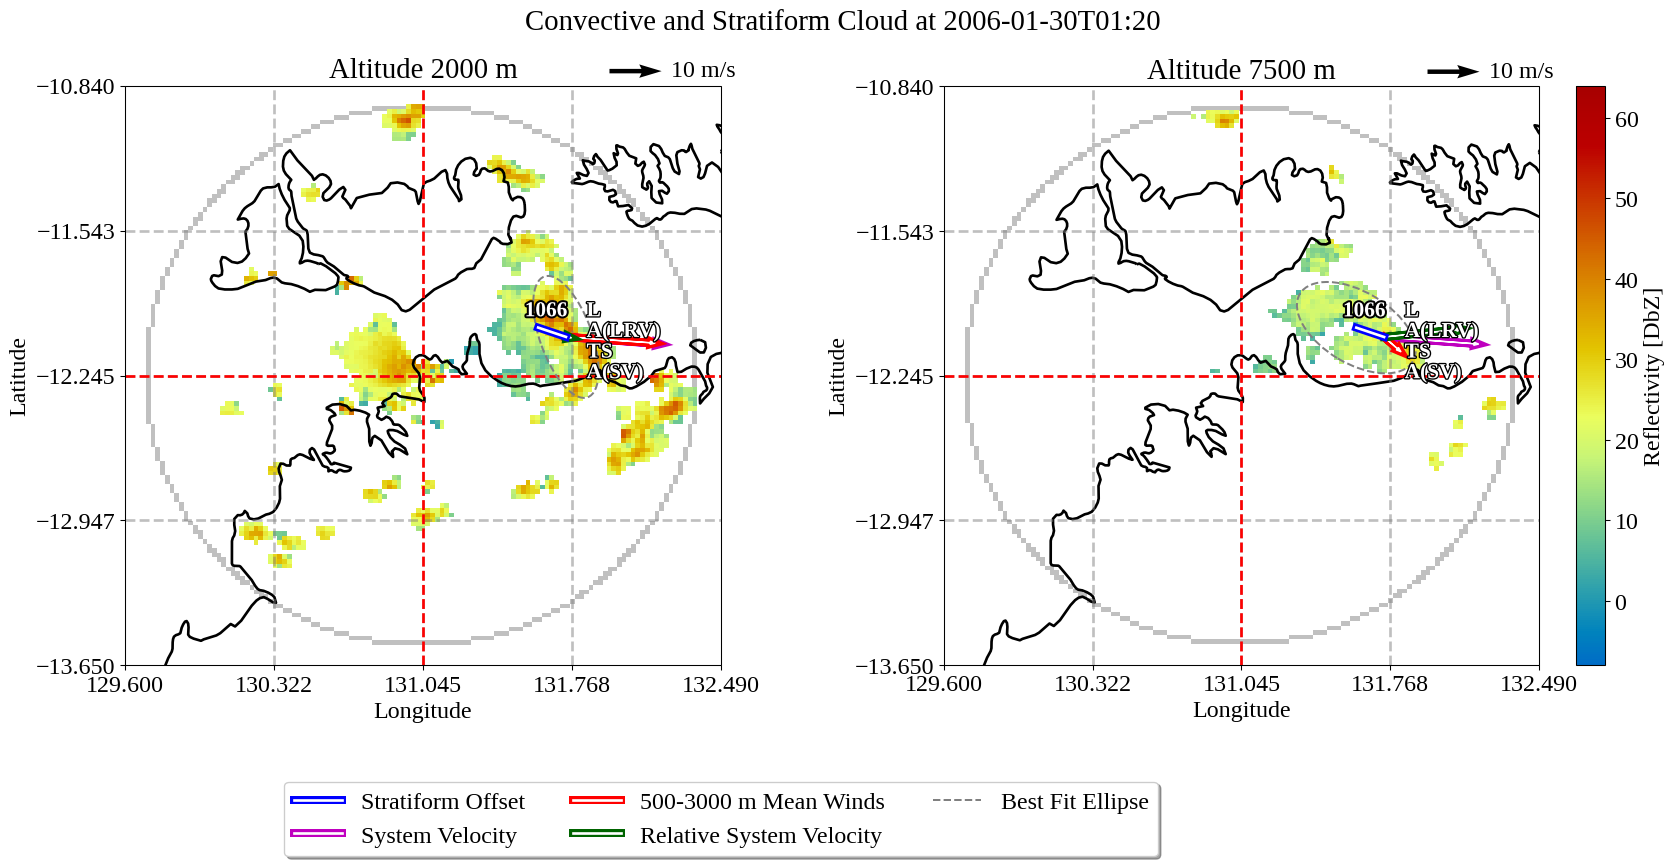 Convective and Stratiform Cloud at 2006-01-30T01:20
Altitude 2000 m
10 m/s
Altitude 7500 m
10 m/s
−10.840
−11.543
−12.245
−12.947
−13.650
Latitude
129.600
130.322
131.045
131.768
132.490
Longitude
1066
L
A(LRV)
TS
A(SV)
−10.840
−11.543
−12.245
−12.947
−13.650
Latitude
129.600
130.322
131.045
131.768
132.490
Longitude
1066
L
A(LRV)
TS
A(SV)
60
50
40
30
20
10
0
Reflectivity [DbZ]
Stratiform Offset
500-3000 m Mean Winds
Best Fit Ellipse
System Velocity
Relative System Velocity